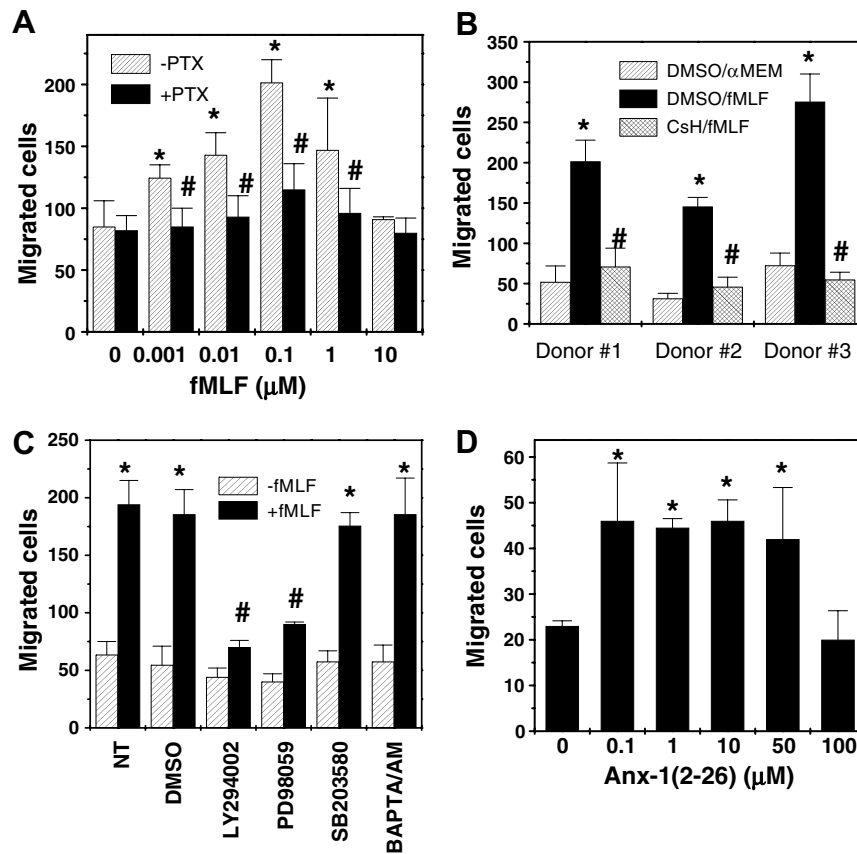 A
-PTX
+PTX
Migrated cells
200
150
100
50
0
* * * *
# # # #
0 0.001 0.01 0.1 1 10
fMLF (μM)
B
DMSO/αMEM
DMSO/fMLF
CsH/fMLF
Migrated cells
350
300
250
200
150
100
50
0
* * *
# # #
Donor #1 Donor #2 Donor #3
C
-fMLF
+fMLF
Migrated cells
250
200
150
100
50
0
* * # # * *
NT
DMSO
LY294002
PD98059
SB203580
BAPTA/AM
D
Migrated cells
60
50
40
30
20
10
0
* * * *
0 0.1 1 10 50 100
Anx-1(2-26) (μM)